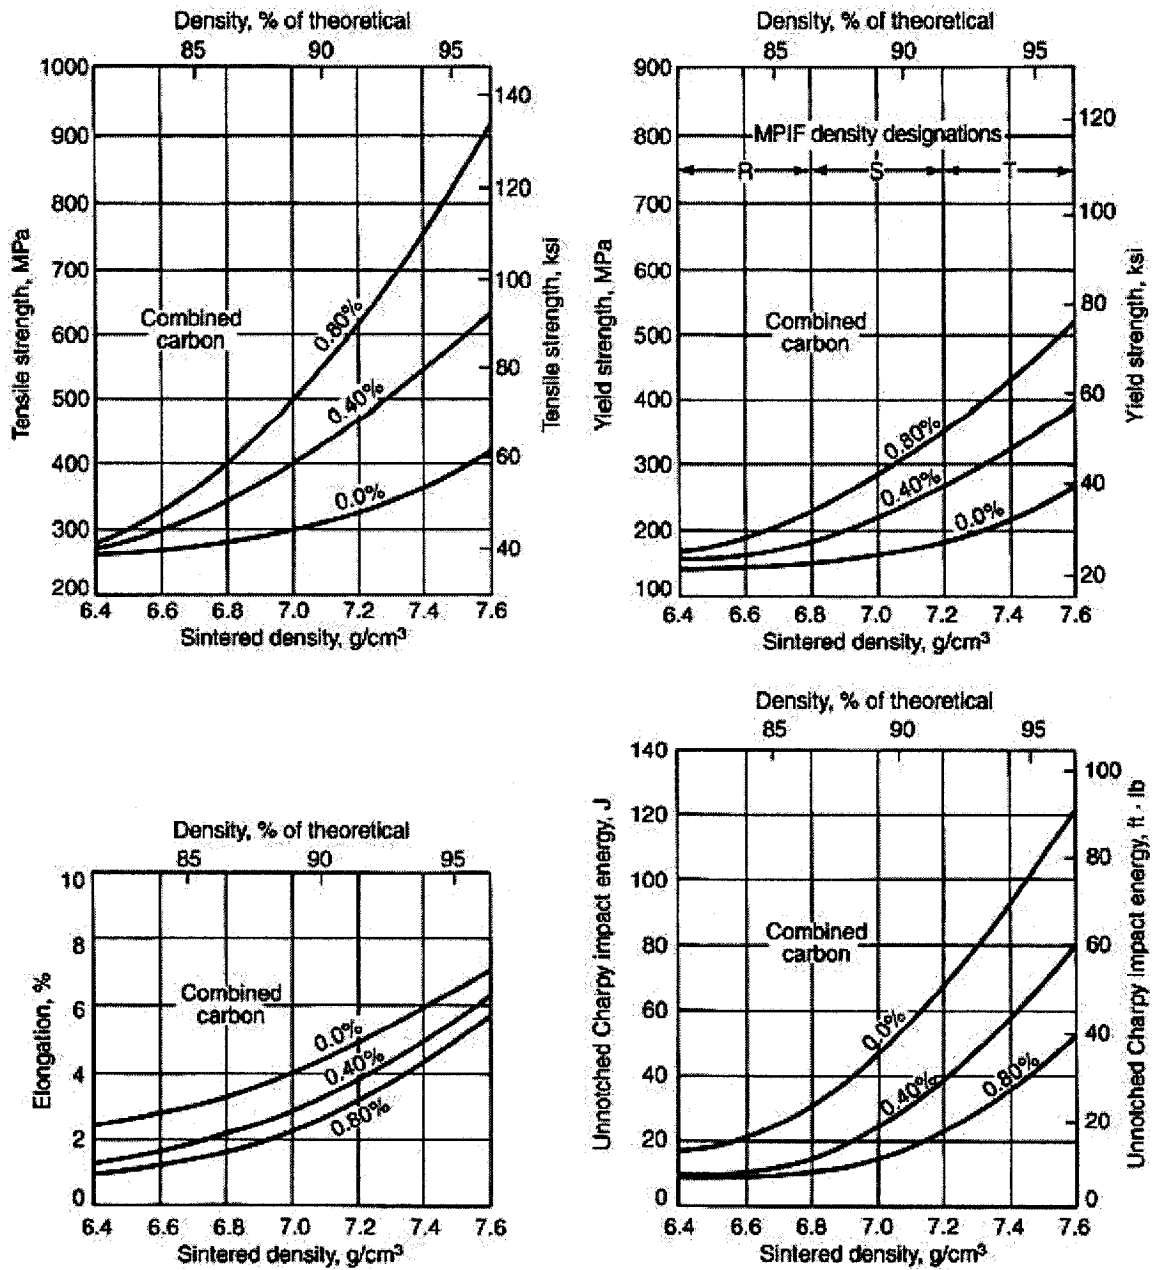 Density, % of theoretical
85 90 95
1000
900
800
700
600
500
400
300
200
140
120
100
80
60
40
Tensile strength, MPa
Tensile strength, ksi
Combined
carbon
0.80%
0.40%
0.0%
6.4 6.6 6.8 7.0 7.2 7.4 7.6
Sintered density, g/cm³
Density, % of theoretical
85 90 95
900
800
700
600
500
400
300
200
100
120
100
80
60
40
20
Yield strength, MPa
Yield strength, ksi
MPIF density designations
R S T
Combined
carbon
0.80%
0.40%
0.0%
6.4 6.6 6.8 7.0 7.2 7.4 7.6
Sintered density, g/cm³
Density, % of theoretical
85 90 95
10
8
6
4
2
0
Elongation, %
Combined
carbon
0.0%
0.40%
0.80%
6.4 6.6 6.8 7.0 7.2 7.4 7.6
Sintered density, g/cm³
Density, % of theoretical
85 90 95
140
120
100
80
60
40
20
0
100
80
60
40
20
0
Unnotched Charpy impact energy, J
Unnotched Charpy impact energy, ft · lb
Combined
carbon
0.0%
0.40%
0.80%
6.4 6.6 6.8 7.0 7.2 7.4 7.6
Sintered density, g/cm³